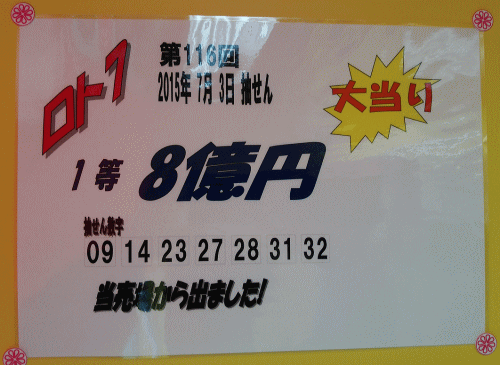 ロト7
第116回
2015年 7月 3日 抽せん
大当り
1等 8億円
抽せん数字
09 14 23 27 28 31 32
当売場から出ました!